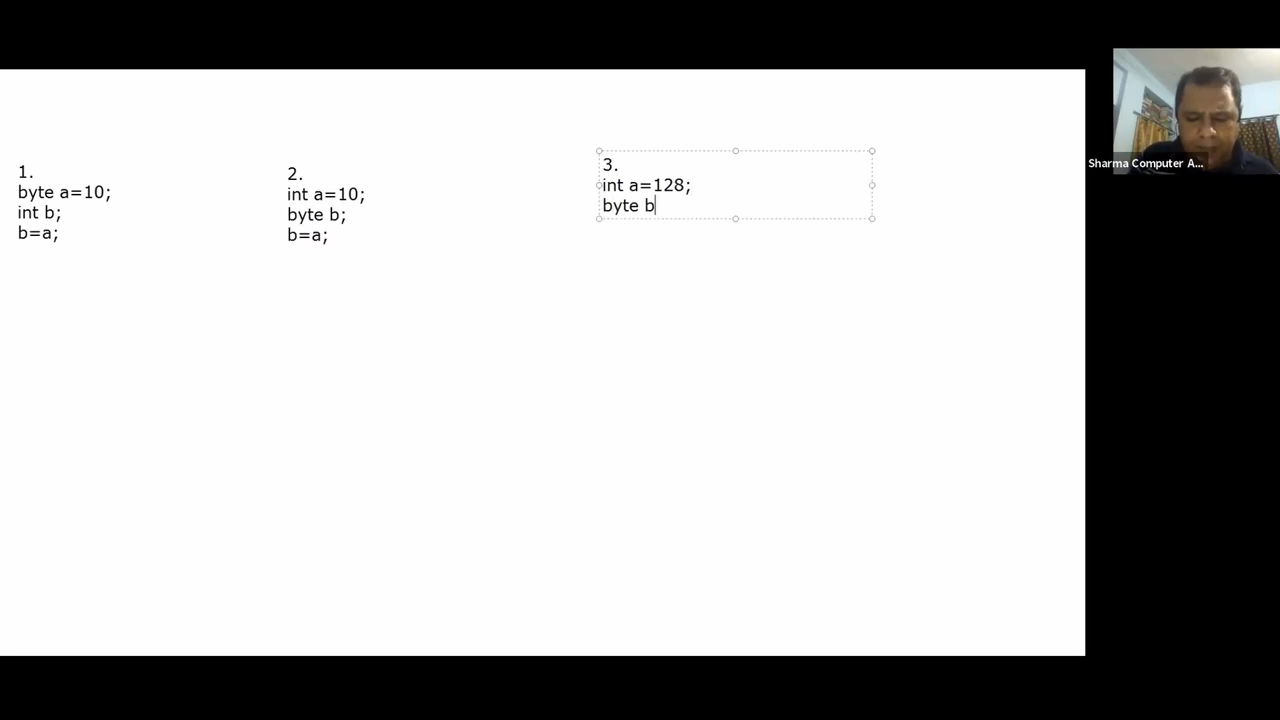 1.
byte a=10;
int b;
b=a;
2.
int a=10;
byte b;
b=a;
3.
int a=128;
byte b
Sharma Computer A...